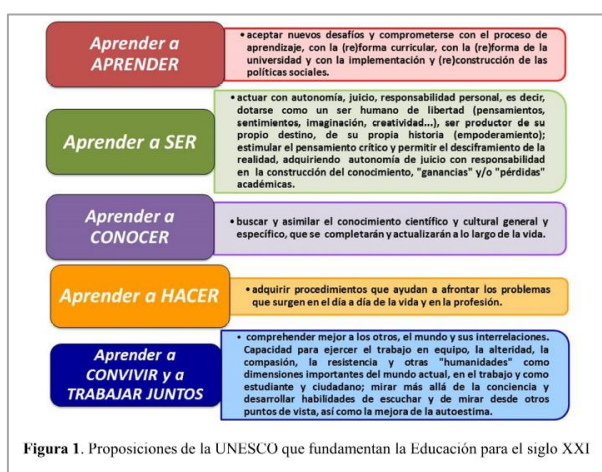 Aprender a
APRENDER
• aceptar nuevos desafíos y comprometerse con el proceso de
aprendizaje, con la (re)forma curricular, con la (re)forma de la
universidad y con la implementación y (re)construcción de las
políticas sociales.
Aprender a SER
• actuar con autonomía, juicio, responsabilidad personal, es decir,
dotarse como un ser humano de libertad (pensamientos,
sentimientos, imaginación, creatividad...), ser productor de su
propio destino, de su propia historia (empoderamiento);
estimular el pensamiento crítico y permitir el desciframiento de la
realidad, adquiriendo autonomía de juicio con responsabilidad
en la construcción del conocimiento, "ganancias" y/o "pérdidas"
académicas.
Aprender a
CONOCER
• buscar y asimilar el conocimiento científico y cultural general y
específico, que se completarán y actualizarán a lo largo de la vida.
Aprender a HACER
• adquirir procedimientos que ayudan a afrontar los problemas
que surgen en el día a día de la vida y en la profesión.
Aprender a
CONVIVIR y a
TRABAJAR JUNTOS
• comprehender mejor a los otros, el mundo y sus interrelaciones.
Capacidad para ejercer el trabajo en equipo, la alteridad, la
compasión, la resistencia y otras "humanidades" como
dimensiones importantes del mundo actual, en el trabajo y como
estudiante y ciudadano; mirar más allá de la conciencia y
desarrollar habilidades de escuchar y de mirar desde otros
puntos de vista, así como la mejora de la autoestima.
Figura 1. Proposiciones de la UNESCO que fundamentan la Educación para el siglo XXI